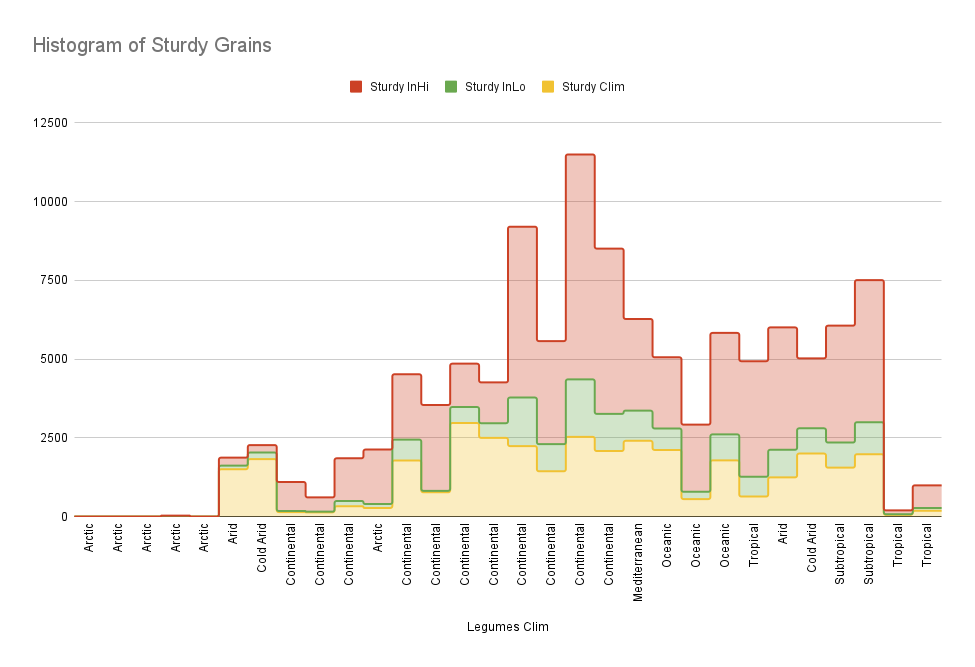 Histogram of Sturdy Grains
Sturdy InHi
Sturdy InLo
Sturdy Clim
12500
10000
7500
5000
2500
0
Arctic
Arctic
Arctic
Arctic
Arctic
Arid
Cold Arid
Continental
Continental
Continental
Arctic
Continental
Continental
Continental
Continental
Continental
Continental
Continental
Continental
Mediterranean
Oceanic
Oceanic
Oceanic
Tropical
Arid
Cold Arid
Subtropical
Subtropical
Tropical
Tropical
Legumes Clim